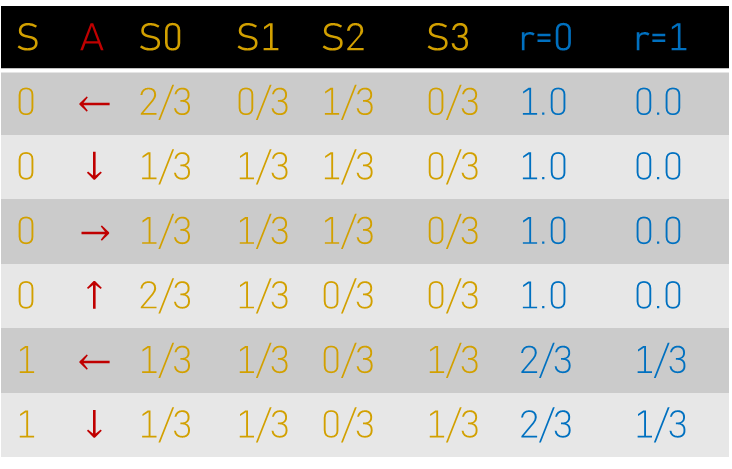 S A S0 S1 S2 S3 r=0 r=1
0 ← 2/3 0/3 1/3 0/3 1.0 0.0
0 ↓ 1/3 1/3 1/3 0/3 1.0 0.0
0 → 1/3 1/3 1/3 0/3 1.0 0.0
0 ↑ 2/3 1/3 0/3 0/3 1.0 0.0
1 ← 1/3 1/3 0/3 1/3 2/3 1/3
1 ↓ 1/3 1/3 0/3 1/3 2/3 1/3